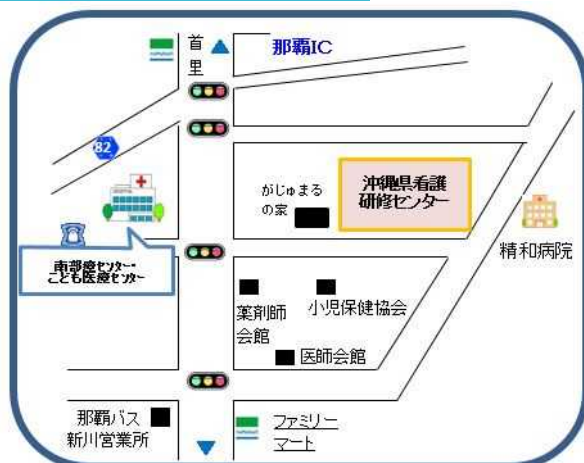 首
里
那覇IC
82
がじゅまる
の家
沖縄県看護
研修センター
精和病院
南部療センター・
こども医療センター
薬剤師
会館
小児保健協会
医師会館
那覇バス
新川営業所
ファミリー
マート